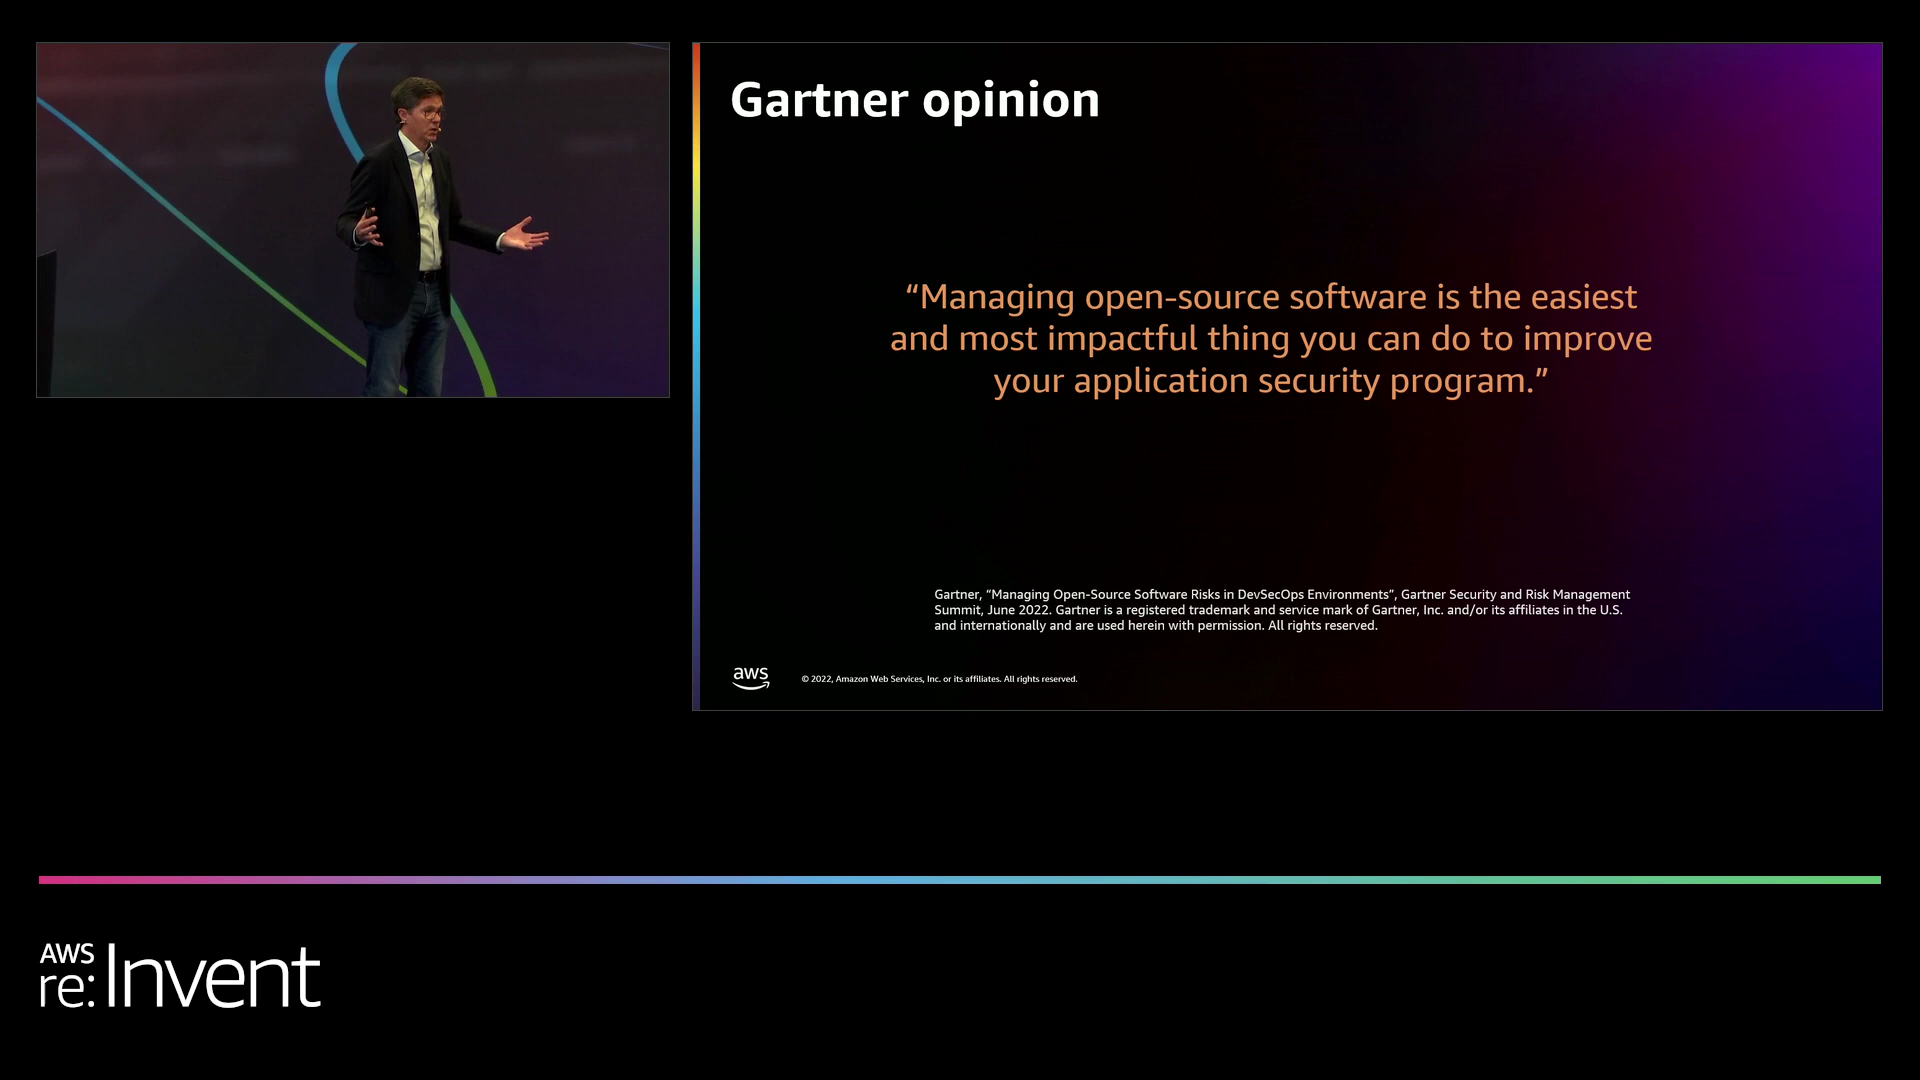 Gartner opinion
“Managing open-source software is the easiest
and most impactful thing you can do to improve
your application security program.”
Gartner, “Managing Open-Source Software Risks in DevSecOps Environments”, Gartner Security and Risk Management
Summit, June 2022. Gartner is a registered trademark and service mark of Gartner, Inc. and/or its affiliates in the U.S.
and internationally and are used herein with permission. All rights reserved.
aws
© 2022, Amazon Web Services, Inc. or its affiliates. All rights reserved.
AWS
re:Invent